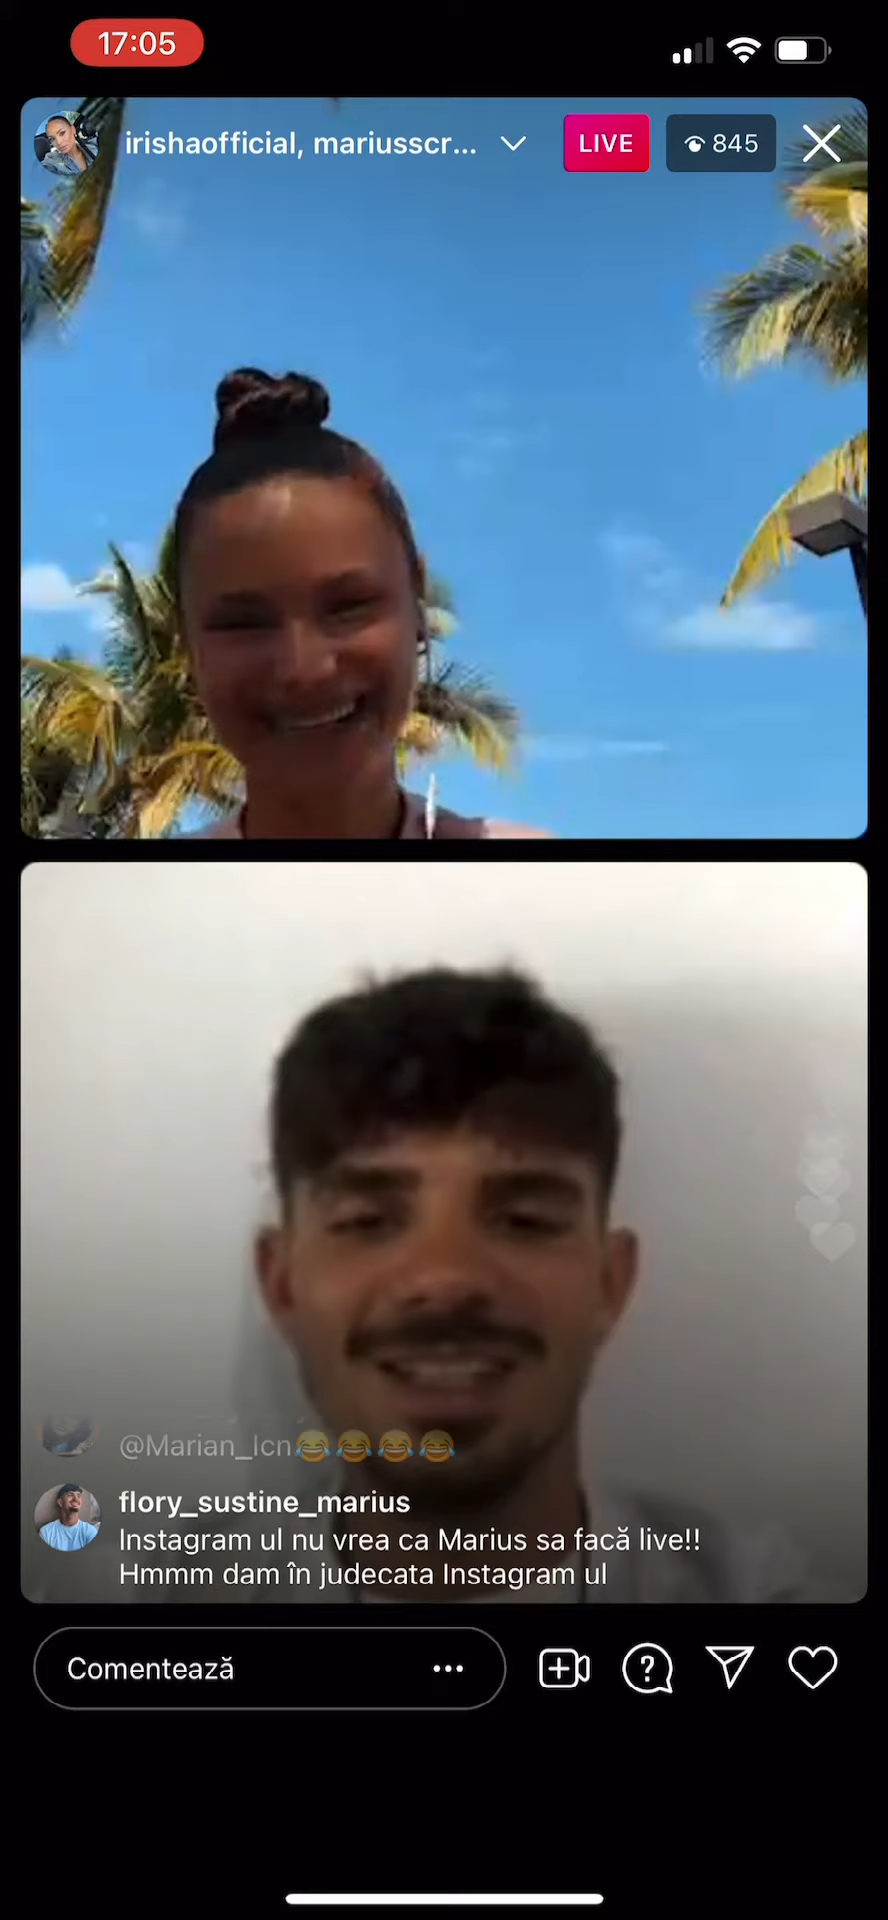 17:05
irishaofficial, mariusscr...
LIVE
845
@Marian_Icn😂😂😂😂
flory_sustine_marius
Instagram ul nu vrea ca Marius sa facă live!!
Hmmm dam în judecata Instagram ul
Comentează